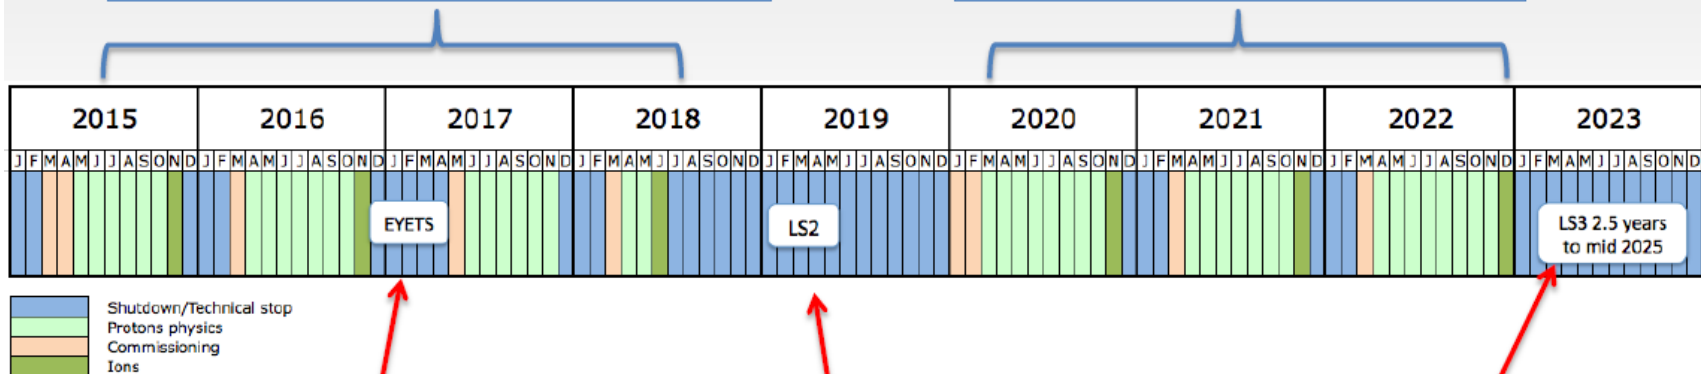 2015 2016 2017 2018 2019 2020 2021 2022 2023
J F M A M J J A S O N D J F M A M J J A S O N D J F M A M J J A S O N D J F M A M J J A S O N D J F M A M J J A S O N D J F M A M J J A S O N D J F M A M J J A S O N D J F M A M J J A S O N D J F M A M J J A S O N D
EYETS
LS2
LS3 2.5 years
to mid 2025
Shutdown/Technical stop
Protons physics
Commissioning
Ions